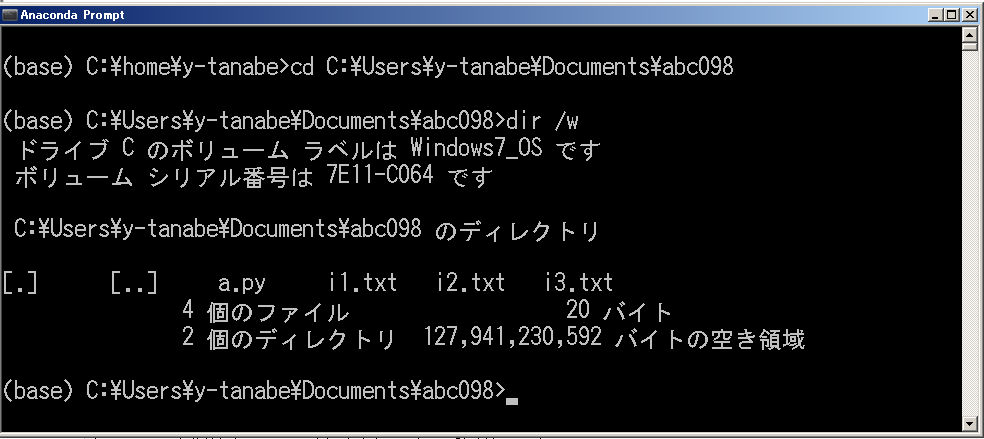 Anaconda Prompt
(base) C:¥home¥y-tanabe>cd C:¥Users¥y-tanabe¥Documents¥abc098
(base) C:¥Users¥y-tanabe¥Documents¥abc098>dir /w
ドライブ C のボリューム ラベルは Windows7_OS です
ボリューム シリアル番号は 7E11-C064 です
C:¥Users¥y-tanabe¥Documents¥abc098 のディレクトリ
[.] [..] a.py i1.txt i2.txt i3.txt
4 個のファイル 20 バイト
2 個のディレクトリ 127,941,230,592 バイトの空き領域
(base) C:¥Users¥y-tanabe¥Documents¥abc098>